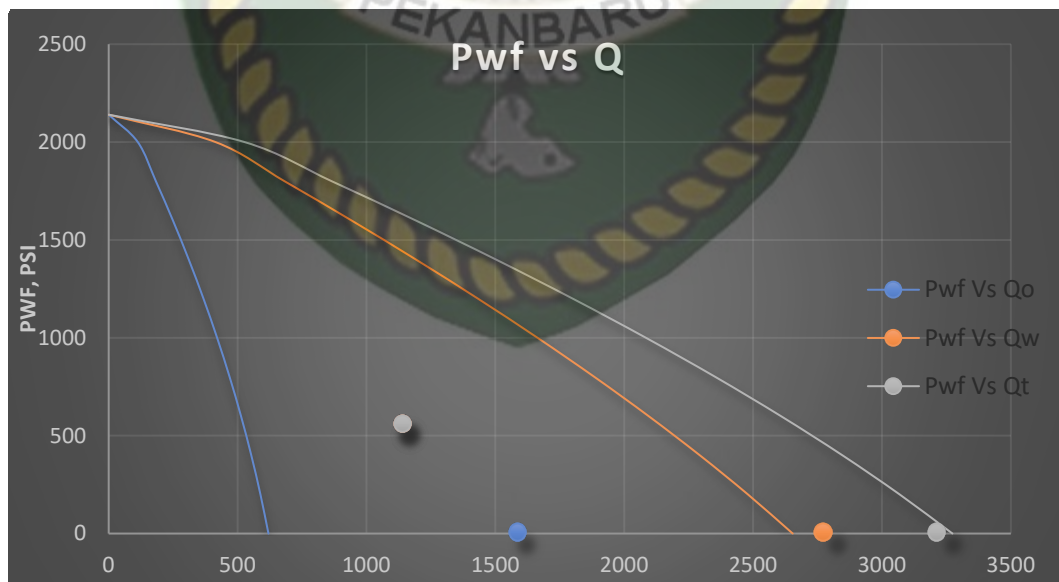 PEKANBARU
Pwf vs Q
2500
2000
1500
1000
500
0
PWF, PSI
0 500 1000 1500 2000 2500 3000 3500
Pwf Vs Qo
Pwf Vs Qw
Pwf Vs Qt